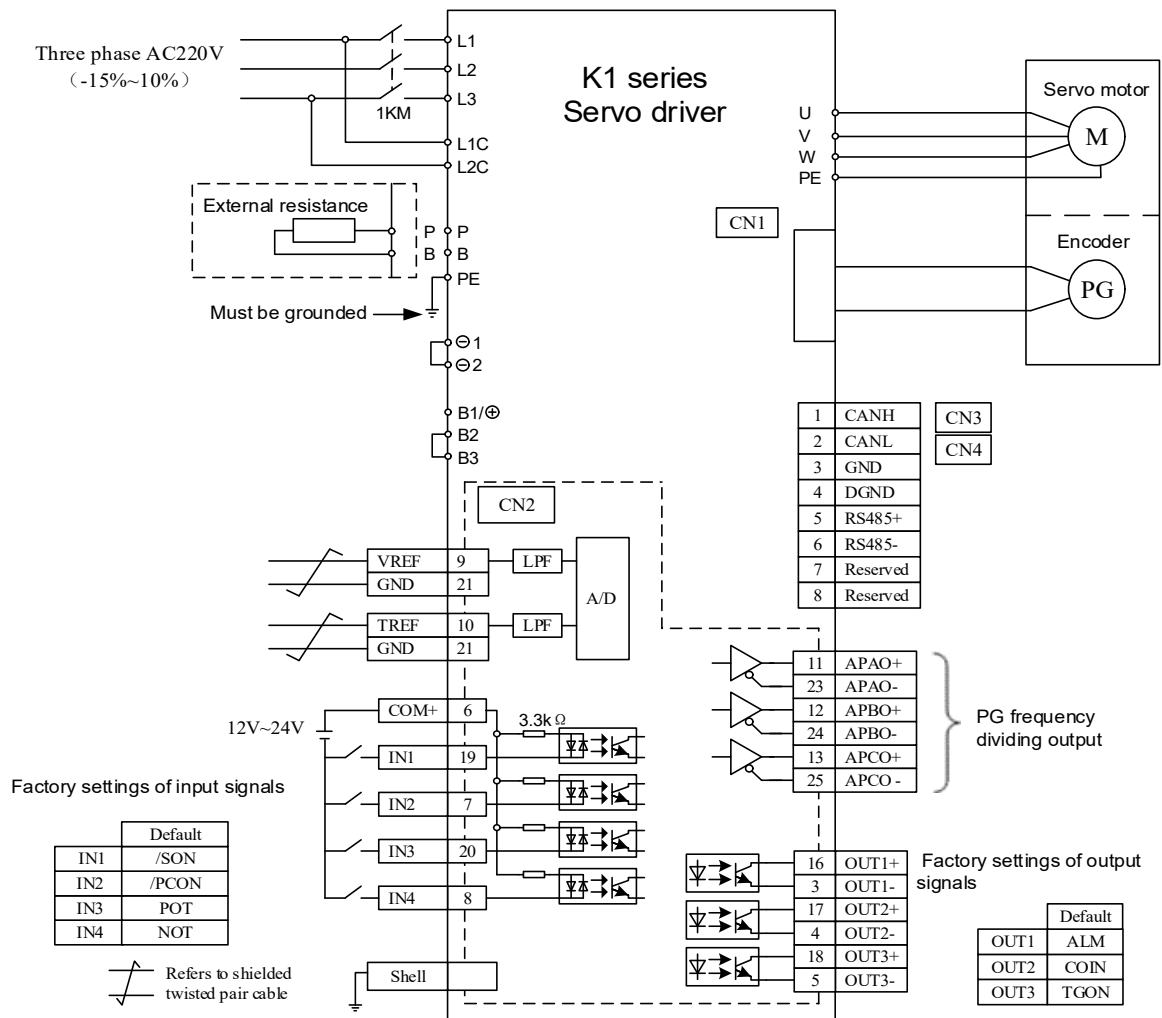 Three phase AC220V
（-15%~10%）
L1
L2
L3
1KM
L1C
L2C
K1 series
Servo driver
U
V
W
PE
Servo motor
M
Encoder
PG
CN1
External resistance
P P
B B
PE
Must be grounded
⊖1
⊖2
B1/⊕
B2
B3
1 CANH
2 CANL
3 GND
4 DGND
5 RS485+
6 RS485-
7 Reserved
8 Reserved
CN3
CN4
CN2
VREF 9 LPF
GND 21
A/D
TREF 10 LPF
GND 21
11 APAO+
23 APAO-
12 APBO+
24 APBO-
13 APCO+
25 APCO -
PG frequency
dividing output
12V~24V
COM+ 6
3.3k Ω
IN1 19
IN2 7
IN3 20
IN4 8
Factory settings of input signals
Default
IN1 /SON
IN2 /PCON
IN3 POT
IN4 NOT
Refers to shielded
twisted pair cable
Shell
16 OUT1+
3 OUT1-
17 OUT2+
4 OUT2-
18 OUT3+
5 OUT3-
Factory settings of output
signals
Default
OUT1 ALM
OUT2 COIN
OUT3 TGON